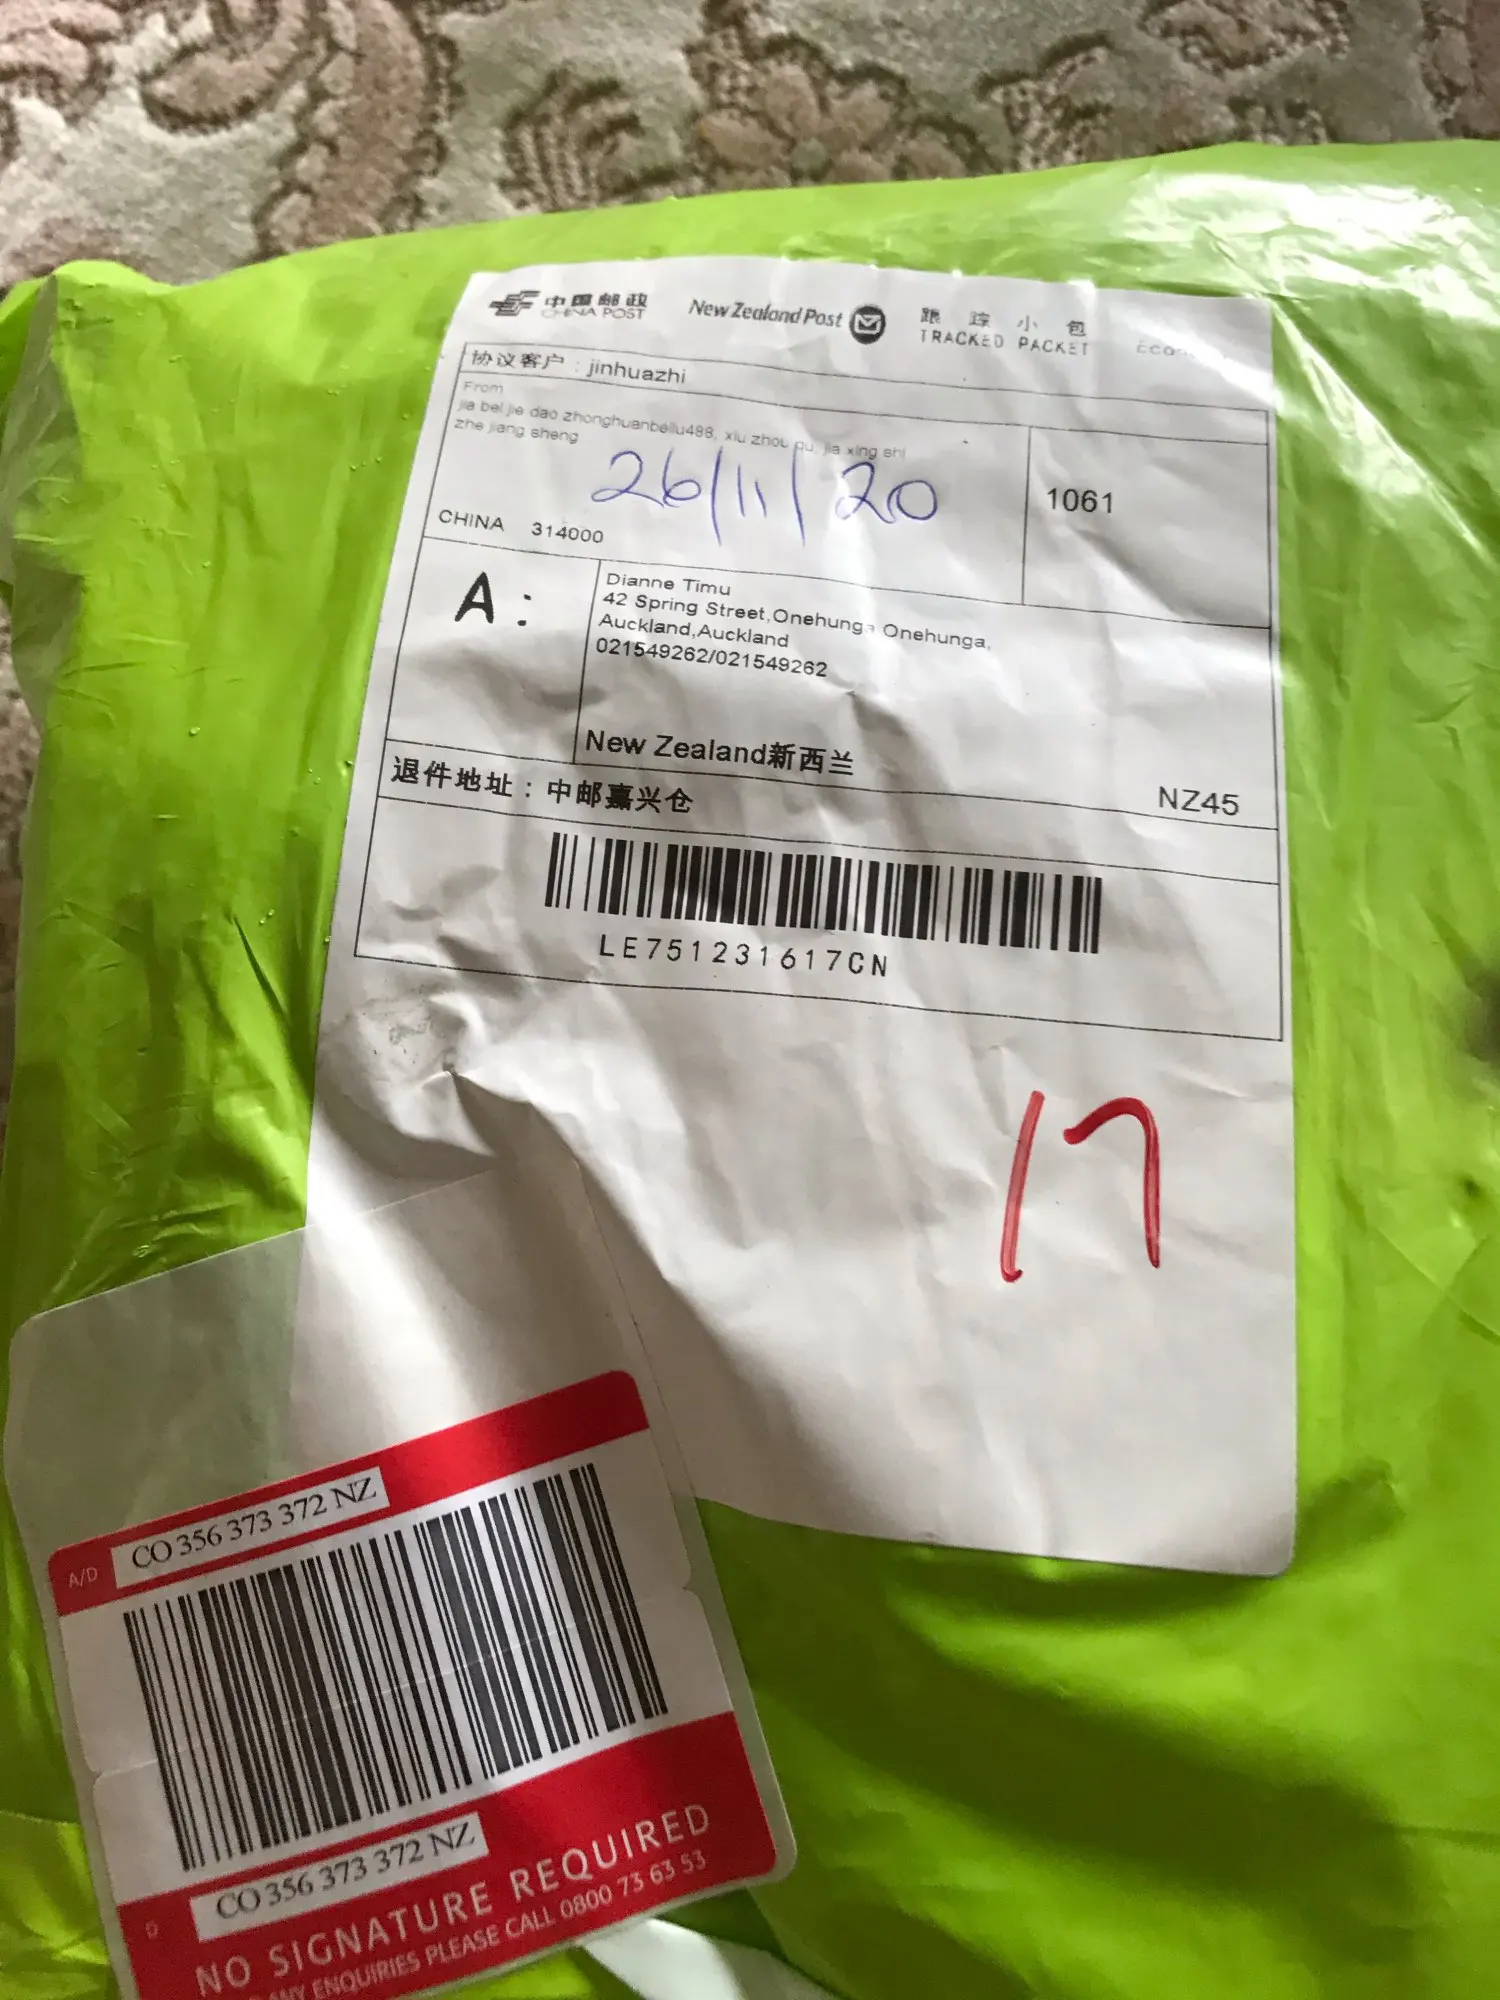 中国邮政
CHINA POST
New Zealand Post
跟踪小包
TRACKED PACKET
协议客户：jinhuazhi
From
jia bei jie dao zhonghuanbeilu488, xiu zhou qu, jia xing shi
zhe jiang sheng
26/11/20
CHINA 314000
1061
A:
Dianne Timu
42 Spring Street,Onehunga Onehunga,
Auckland,Auckland
021549262/021549262
New Zealand新西兰
退件地址：中邮嘉兴仓
NZ45
LE751231617CN
17
A/D CO 356 373 372 NZ
CO 356 373 372 NZ
NO SIGNATURE REQUIRED
ANY ENQUIRIES PLEASE CALL 0800 73 63 53